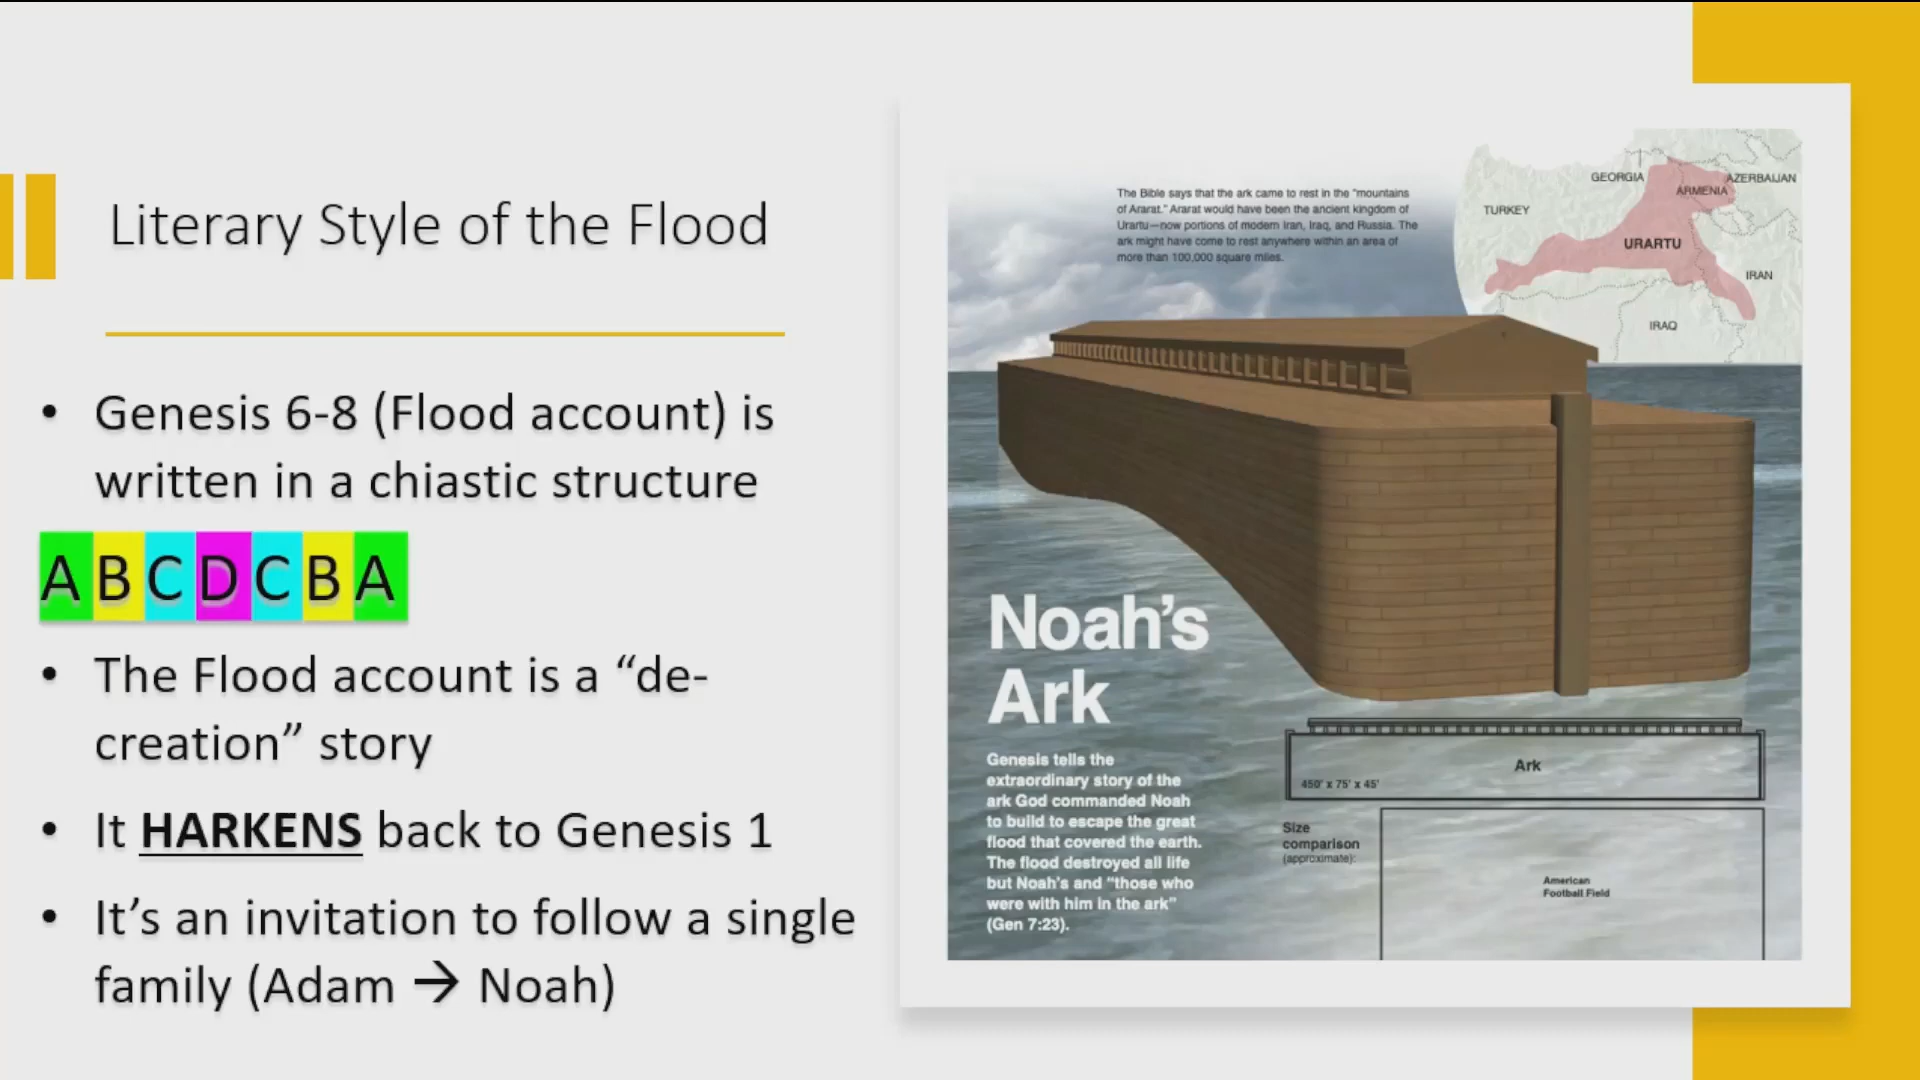 Literary Style of the Flood
• Genesis 6-8 (Flood account) is
written in a chiastic structure
ABCDCBA
• The Flood account is a “de-
creation” story
• It HARKENS back to Genesis 1
• It’s an invitation to follow a single
family (Adam → Noah)
The Bible says that the ark came to rest in the “mountains
of Ararat.” Ararat would have been the ancient kingdom of
Urartu—now portions of modern Iran, Iraq, and Russia. The
ark might have come to rest anywhere within an area of
more than 100,000 square miles.
GEORGIA
ARMENIA
AZERBAIJAN
TURKEY
URARTU
IRAN
IRAQ
Noah’s
Ark
Genesis tells the
extraordinary story of the
ark God commanded Noah
to build to escape the great
flood that covered the earth.
The flood destroyed all life
but Noah’s and “those who
were with him in the ark”
(Gen 7:23).
Ark
450' x 75' x 45'
Size
comparison
(approximate):
American
Football Field